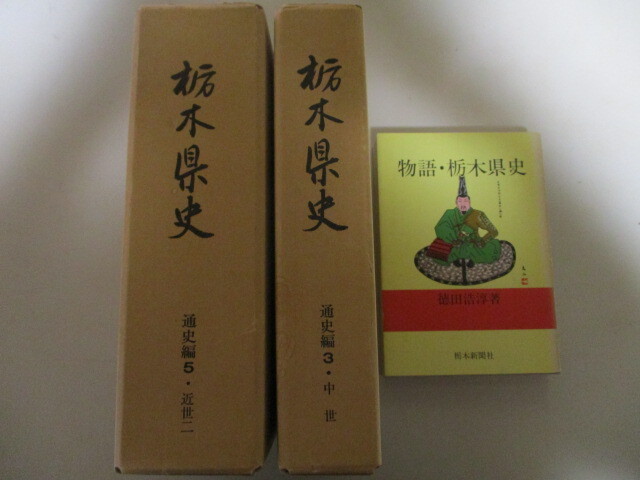 栃木県史
通史編5・近世二
栃木県史
通史編3・中世
物語・栃木県史
徳田浩淳著
栃木新聞社